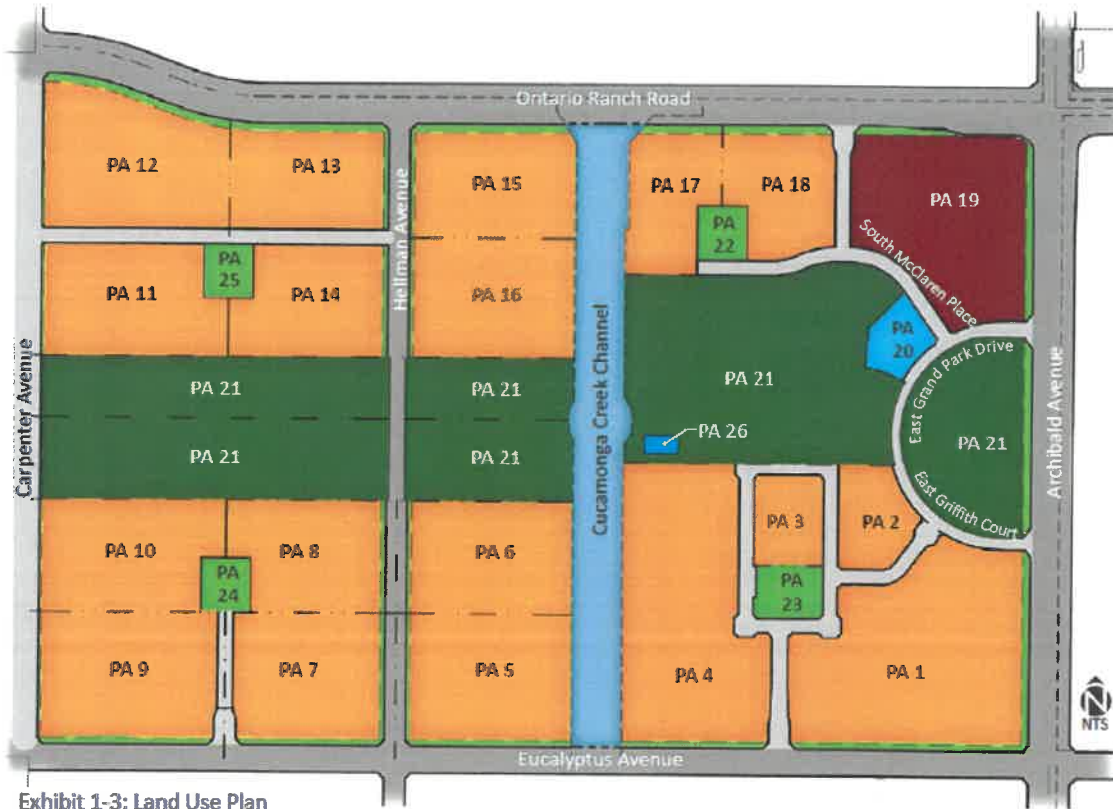 Ontario Ranch Road
PA 12
PA 13
PA 15
PA 17
PA 18
PA 19
PA
22
South McClaren Place
PA
25
PA 11
PA 14
Hellman Avenue
PA 16
PA
20
Carpenter Avenue
PA 21
PA 21
Cucamonga Creek Channel
PA 21
East Grand Park Drive
PA 26
PA 21
PA 21
PA 21
Archibald Avenue
East Griffith Court
PA 10
PA 8
PA 6
PA 3
PA 2
PA
24
PA
23
PA 9
PA 7
PA 5
PA 4
PA 1
N
NTS
Eucalyptus Avenue
Exhibit 1-3: Land Use Plan